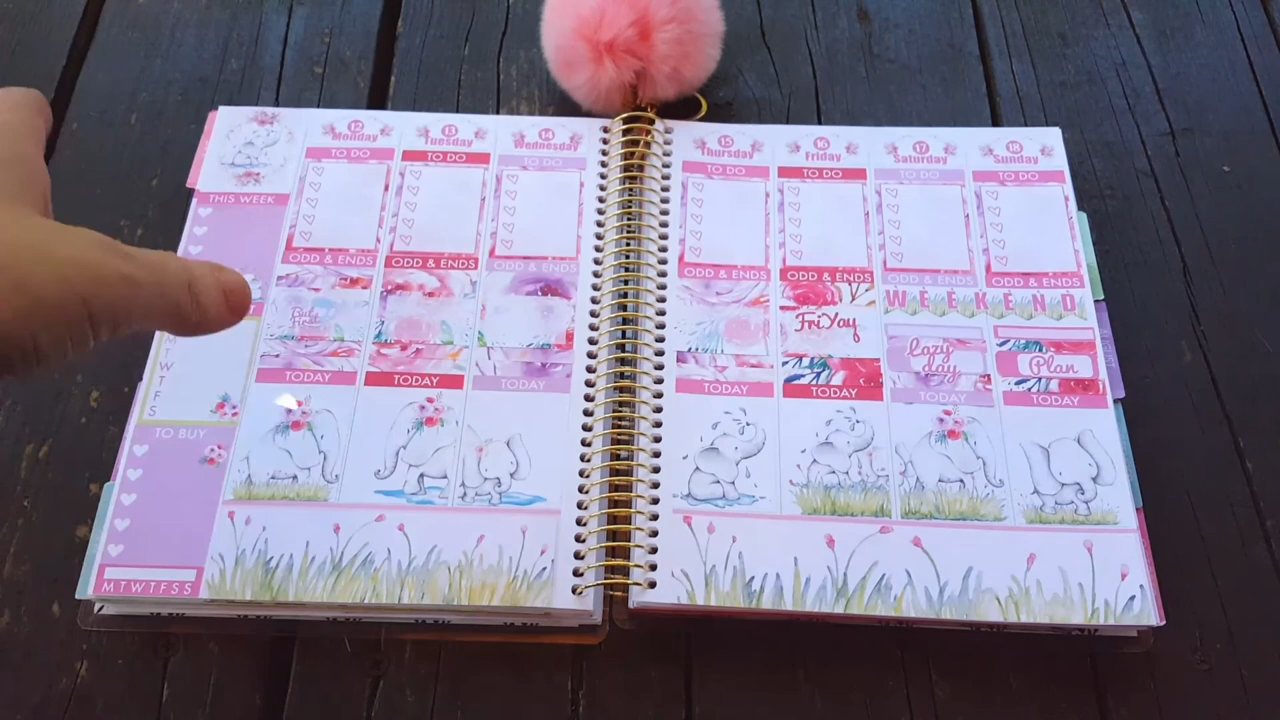 THIS WEEK
MTWTFS
TO BUY
MTWTFSS
12
Monday
TO DO
ODD & ENDS
But First
TODAY
13
Tuesday
TO DO
ODD & ENDS
TODAY
14
Wednesday
TO DO
ODD & ENDS
TODAY
15
Thursday
TO DO
ODD & ENDS
TODAY
16
Friday
TO DO
ODD & ENDS
FriYay
TODAY
17
Saturday
TO DO
ODD & ENDS
18
Sunday
TO DO
ODD & ENDS
WEEKEND
lazy
day
TODAY
Plan
TODAY